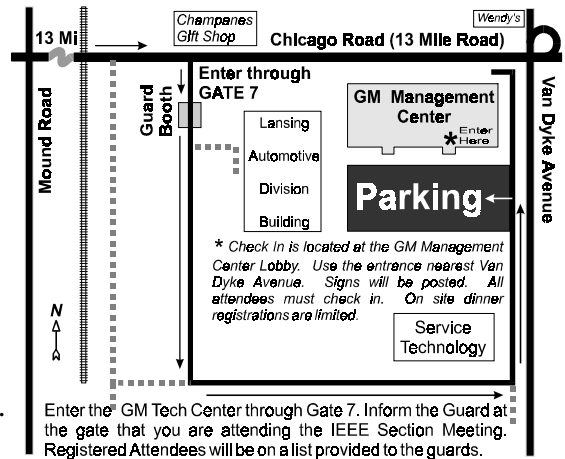 Champanes
Gift Shop
Wendy's
13 Mi
Chicago Road (13 Mile Road)
Enter through
GATE 7
Guard
Booth
Mound Road
Van Dyke Avenue
GM Management
Center
* Enter
Here
Lansing
Automotive
Division
Building
Parking
* Check In is located at the GM Management
Center Lobby. Use the entrance nearest Van
Dyke Avenue. Signs will be posted. All
attendees must check in. On site dinner
registrations are limited.
N
Service
Technology
Enter the GM Tech Center through Gate 7. Inform the Guard at
the gate that you are attending the IEEE Section Meeting.
Registered Attendees will be on a list provided to the guards.